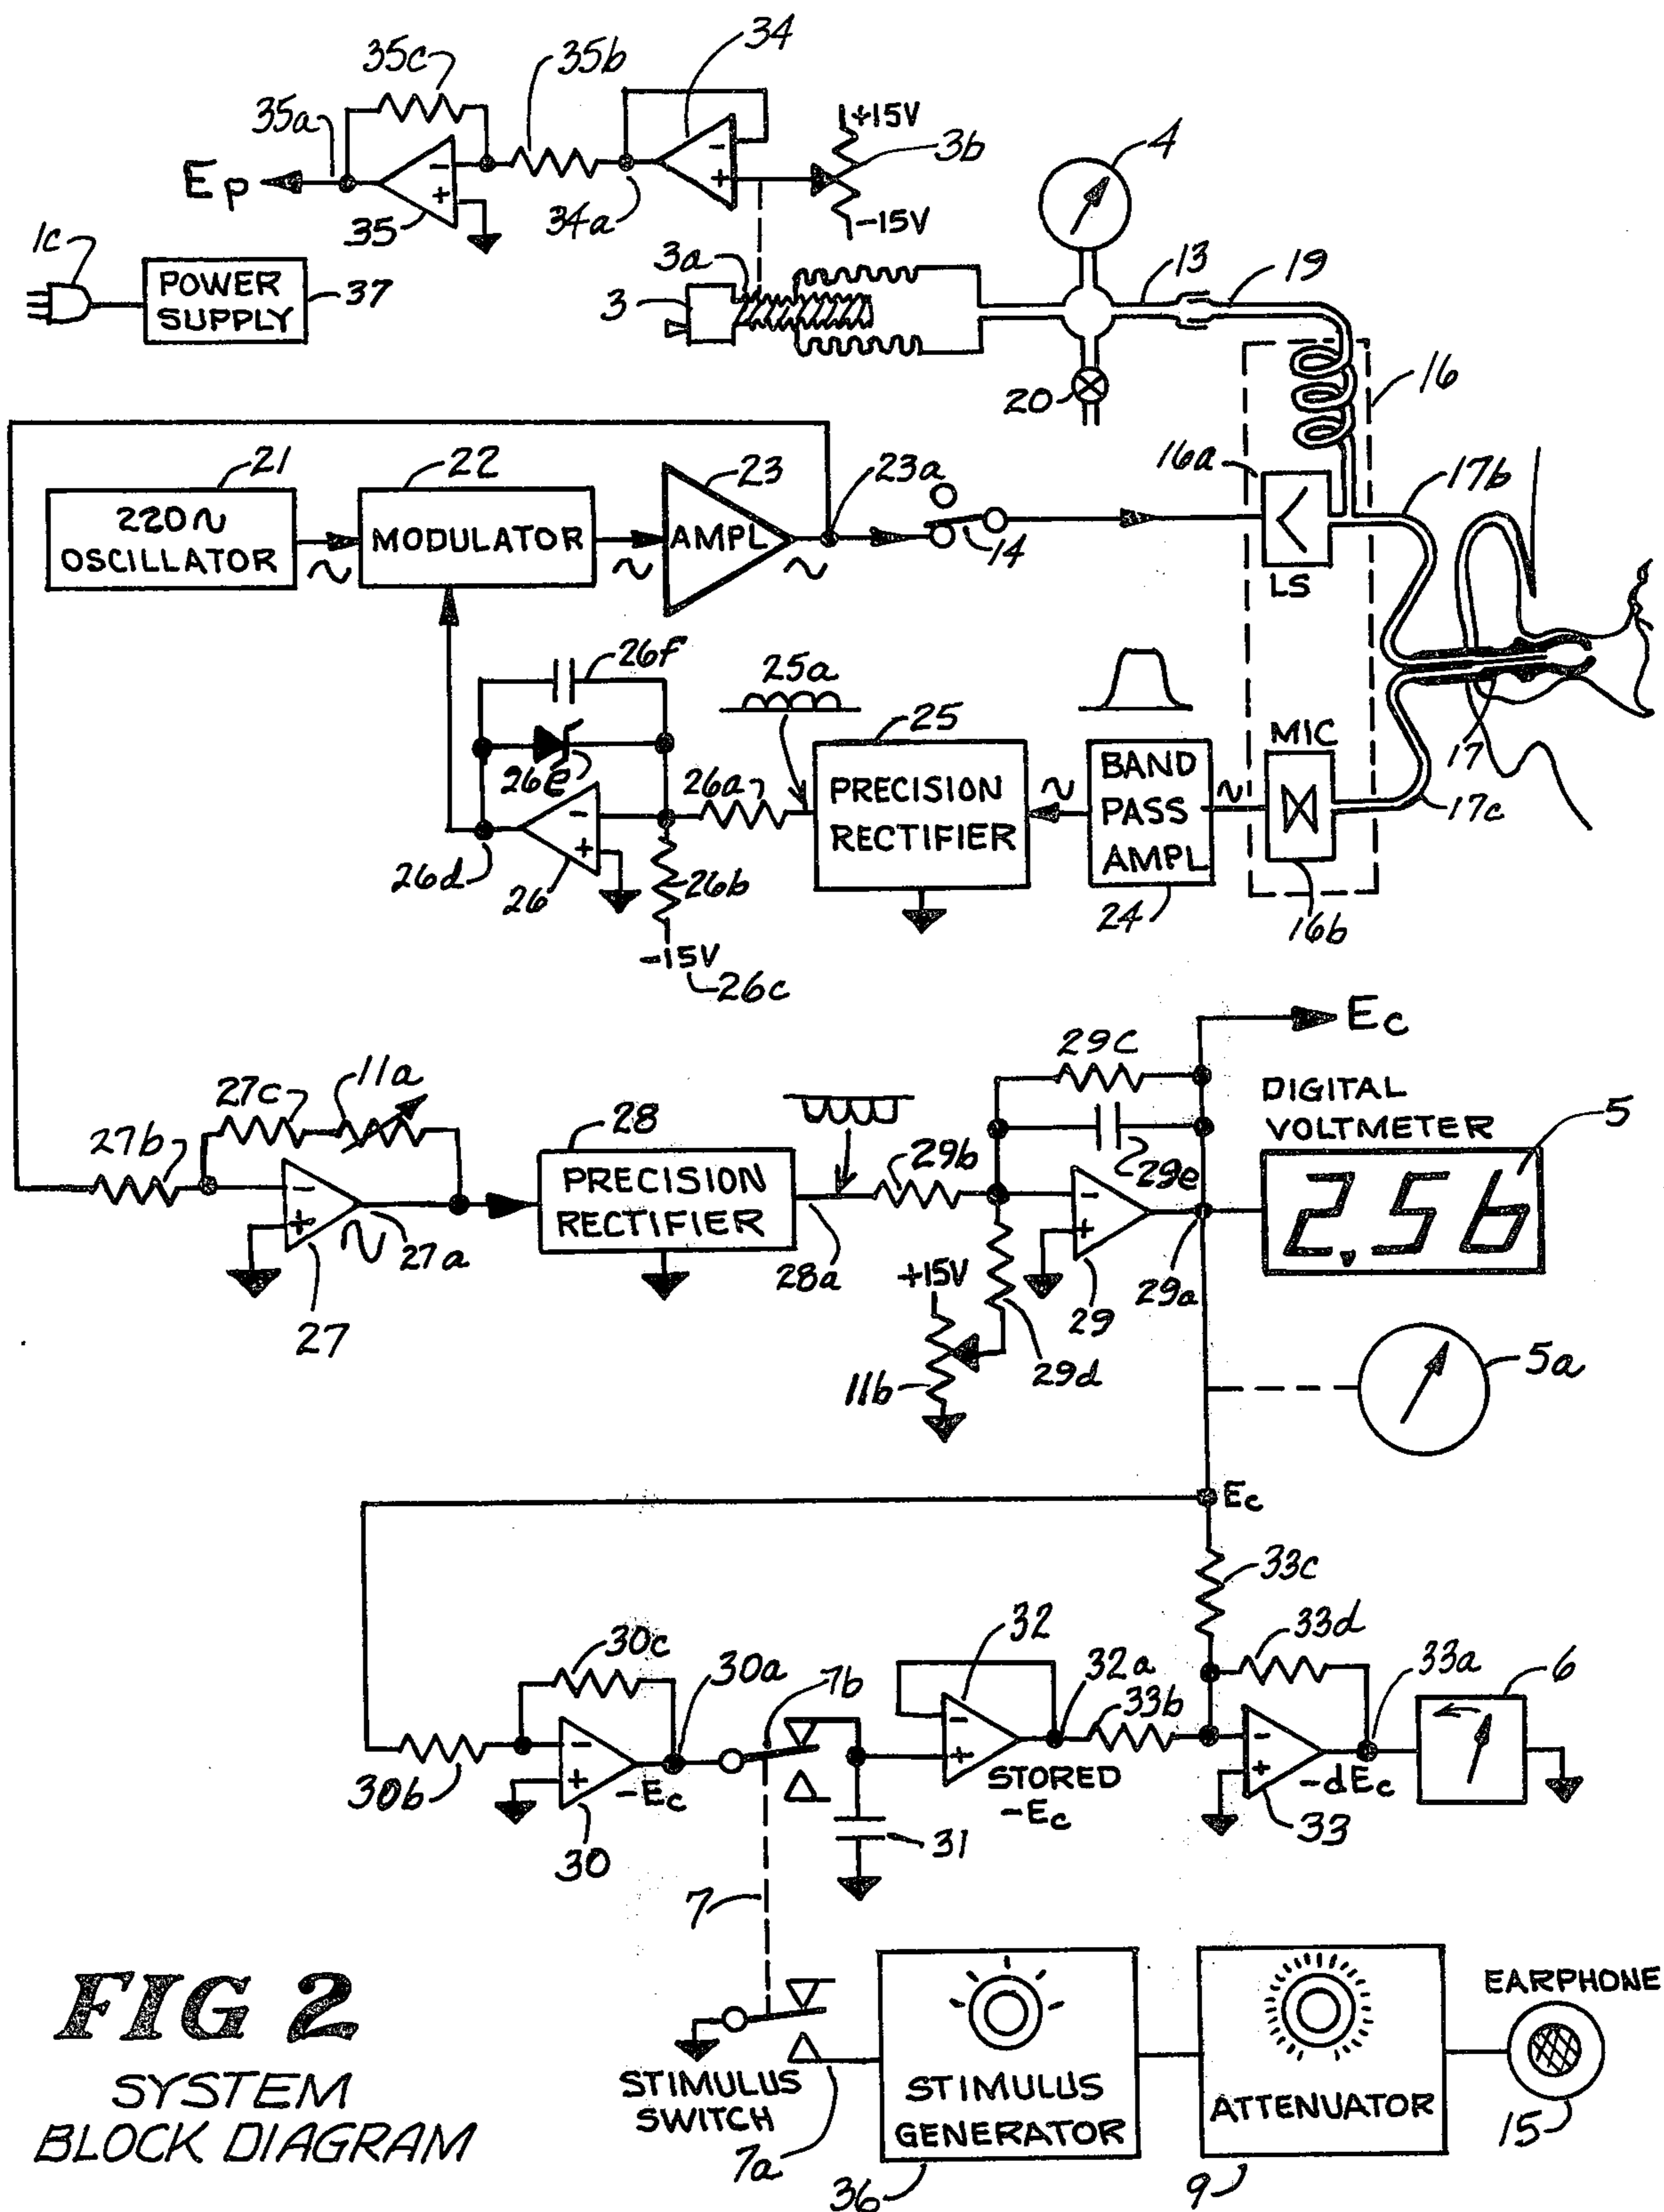 35c
35b
34
35a
+15V
3b
4
-
+
-
+
Ep
35
34a
-15V
1c
POWER
SUPPLY
37
3a
3
13
19
20
16
21
22
23
23a
16a
17b
220~
OSCILLATOR
MODULATOR
AMPL
14
LS
26f
25a
25
MIC
26e
26a
PRECISION
RECTIFIER
BAND
PASS
AMPL
17
17c
-
+
26d
26
26b
24
16b
-15V
26c
Ec
29c
27c
11a
DIGITAL
VOLTMETER
5
27b
28
29b
29e
PRECISION
RECTIFIER
2.56
-
+
27a
28a
-
+
+15V
29a
27
29
29d
11b
5a
Ec
33c
30c
30a
7b
32
32a
33b
33d
33a
6
-
+
-
+
-
+
30b
-Ec
STORED
-Ec
-dEc
30
31
33
7
FIG 2
SYSTEM
BLOCK DIAGRAM
EARPHONE
STIMULUS
SWITCH
STIMULUS
GENERATOR
ATTENUATOR
7a
36
9
15